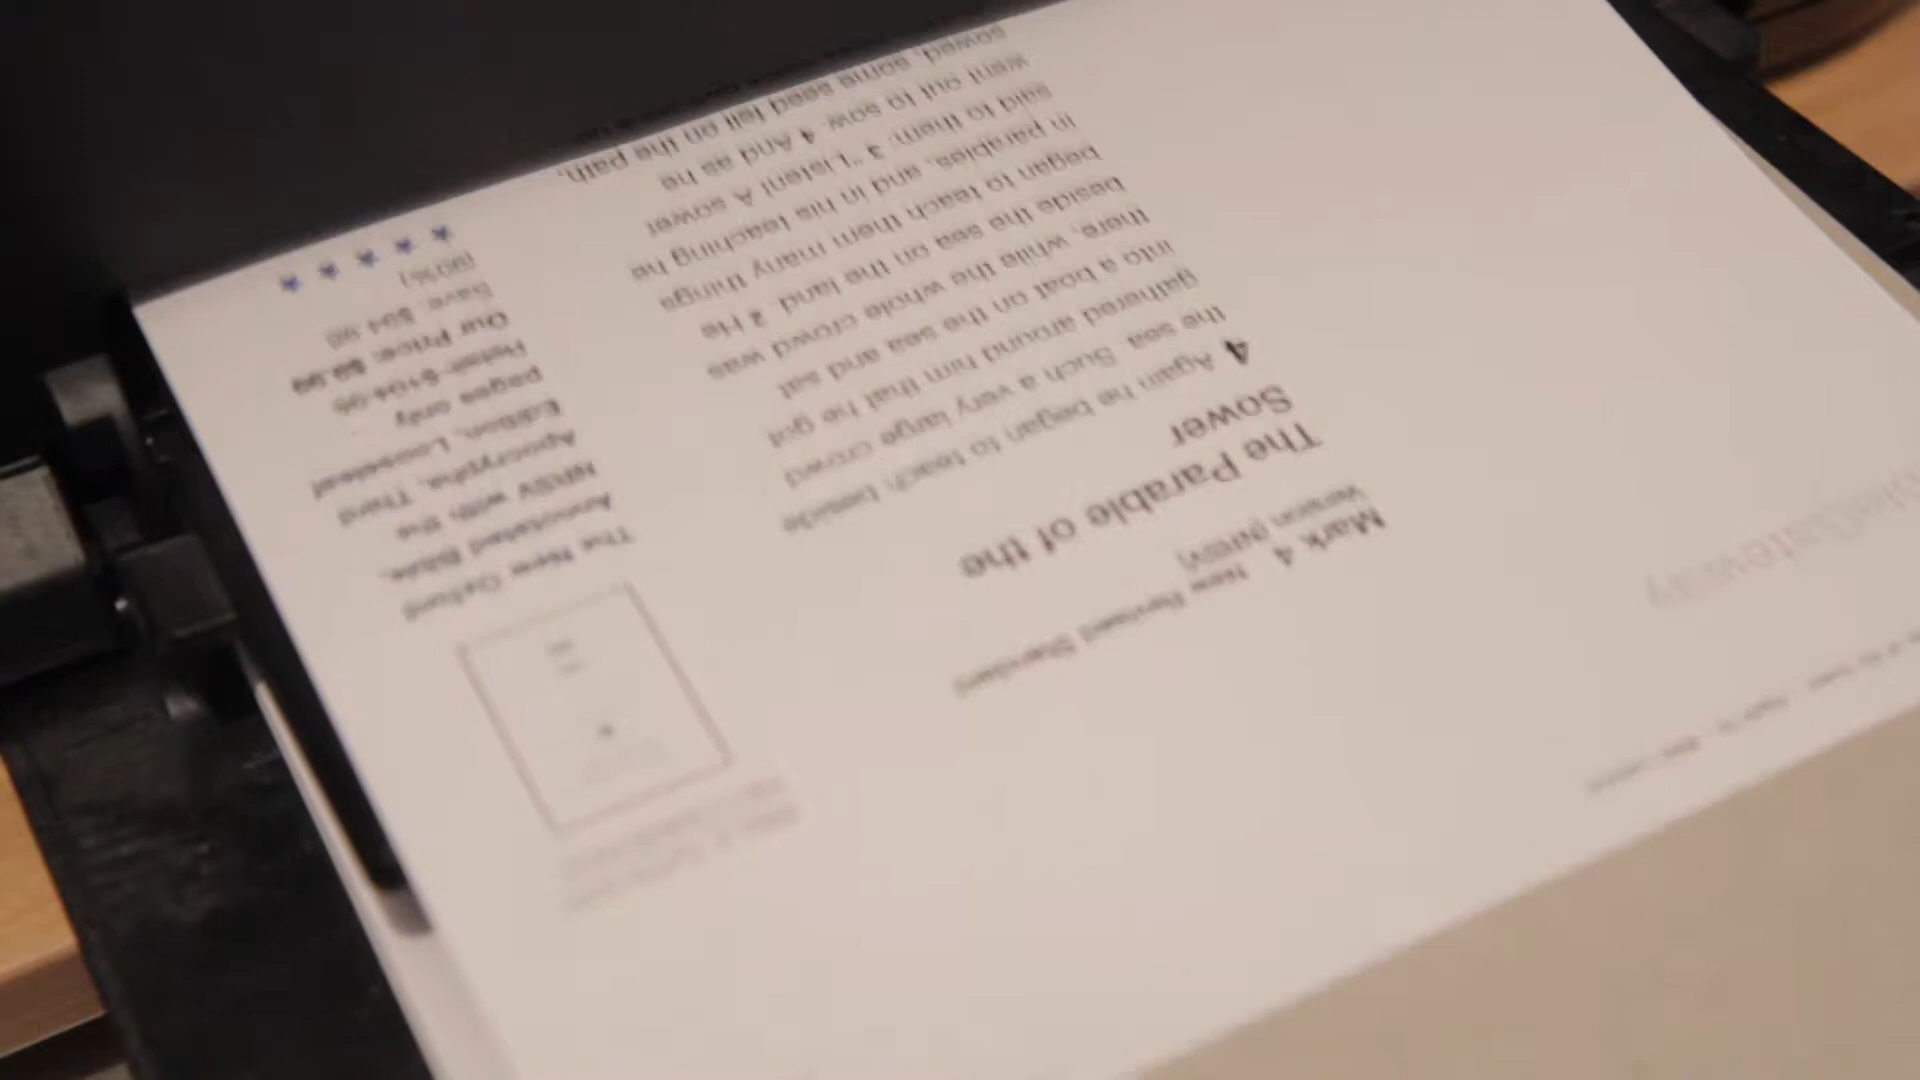 Mark 4 New Revised Standard
Version (NRSV)
The Parable of the
Sower
4 Again he began to teach beside
the sea. Such a very large crowd
gathered around him that he got
into a boat on the sea and sat
there, while the whole crowd was
beside the sea on the land. 2 He
began to teach them many things
in parables, and in his teaching he
said to them: 3 “Listen! A sower
went out to sow. 4 And as he
sowed, some seed fell on the path,
The New Oxford
Annotated Bible,
NRSV with the
Apocrypha, Third
Edition, Looseleaf
pages only
Retail: $104.99
Our Price: $9.99
Save: $94.99
(90%)